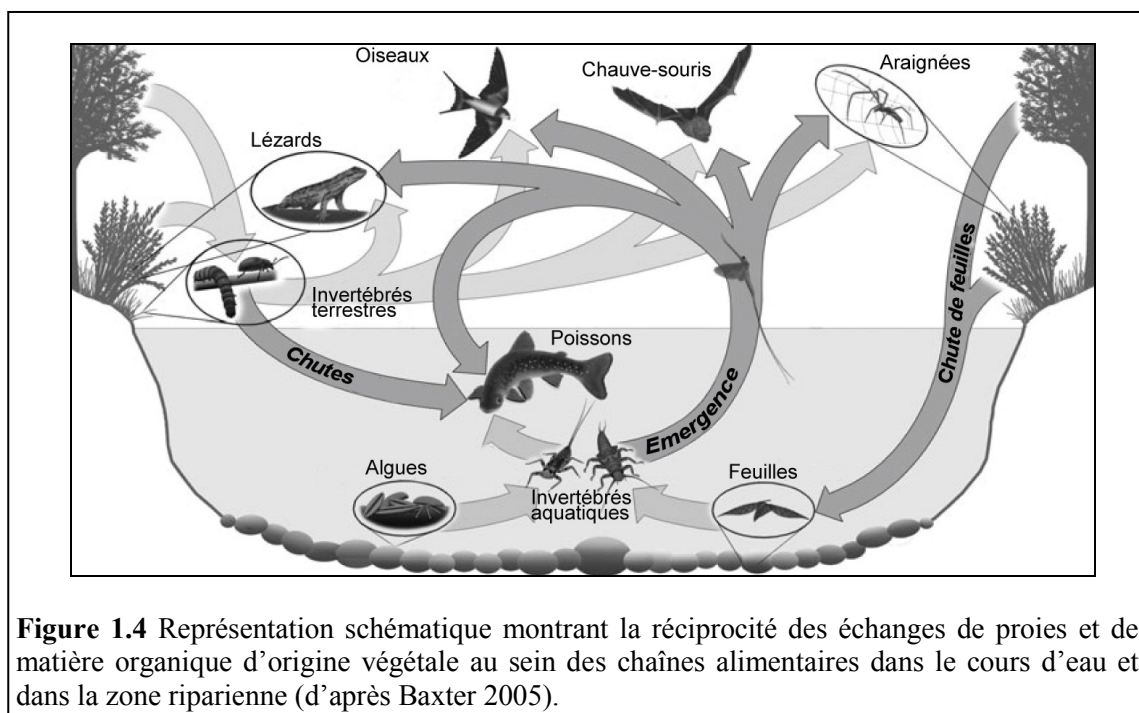 Oiseaux
Chauve-souris
Araignées
Lézards
Invertébrés
terrestres
Chutes
Poissons
Emergence
Chute de feuilles
Algues
Invertébrés
aquatiques
Feuilles
Figure 1.4 Représentation schématique montrant la réciprocité des échanges de proies et de
matière organique d'origine végétale au sein des chaînes alimentaires dans le cours d'eau et
dans la zone riparienne (d'après Baxter 2005).